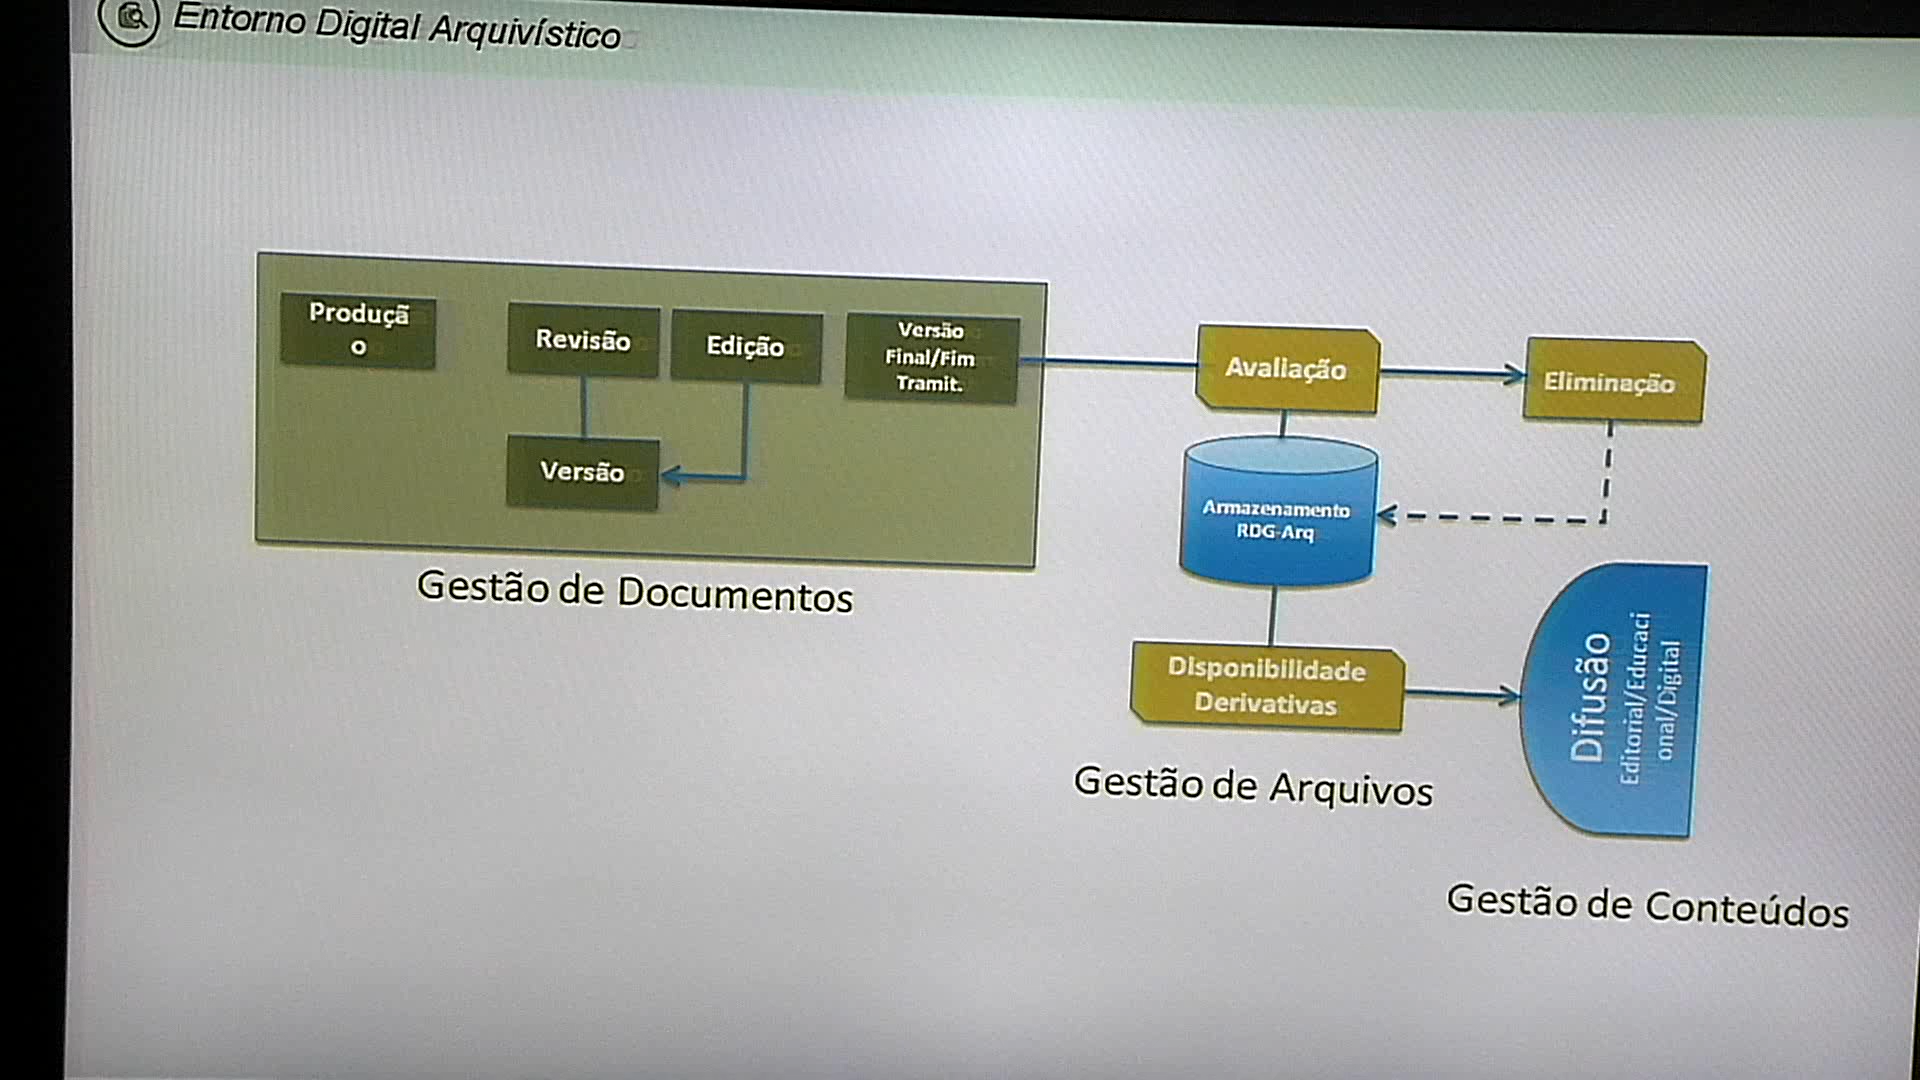 Entorno Digital Arquivístico
Produçã
o
Revisão
Edição
Versão
Final/Fim
Tramit.
Versão
Gestão de Documentos
Avaliação
Eliminação
Armazenamento
RDG-Arq
Disponibilidade
Derivativas
Gestão de Arquivos
Difusão
Editorial/Educaci
onal/Digital
Gestão de Conteúdos